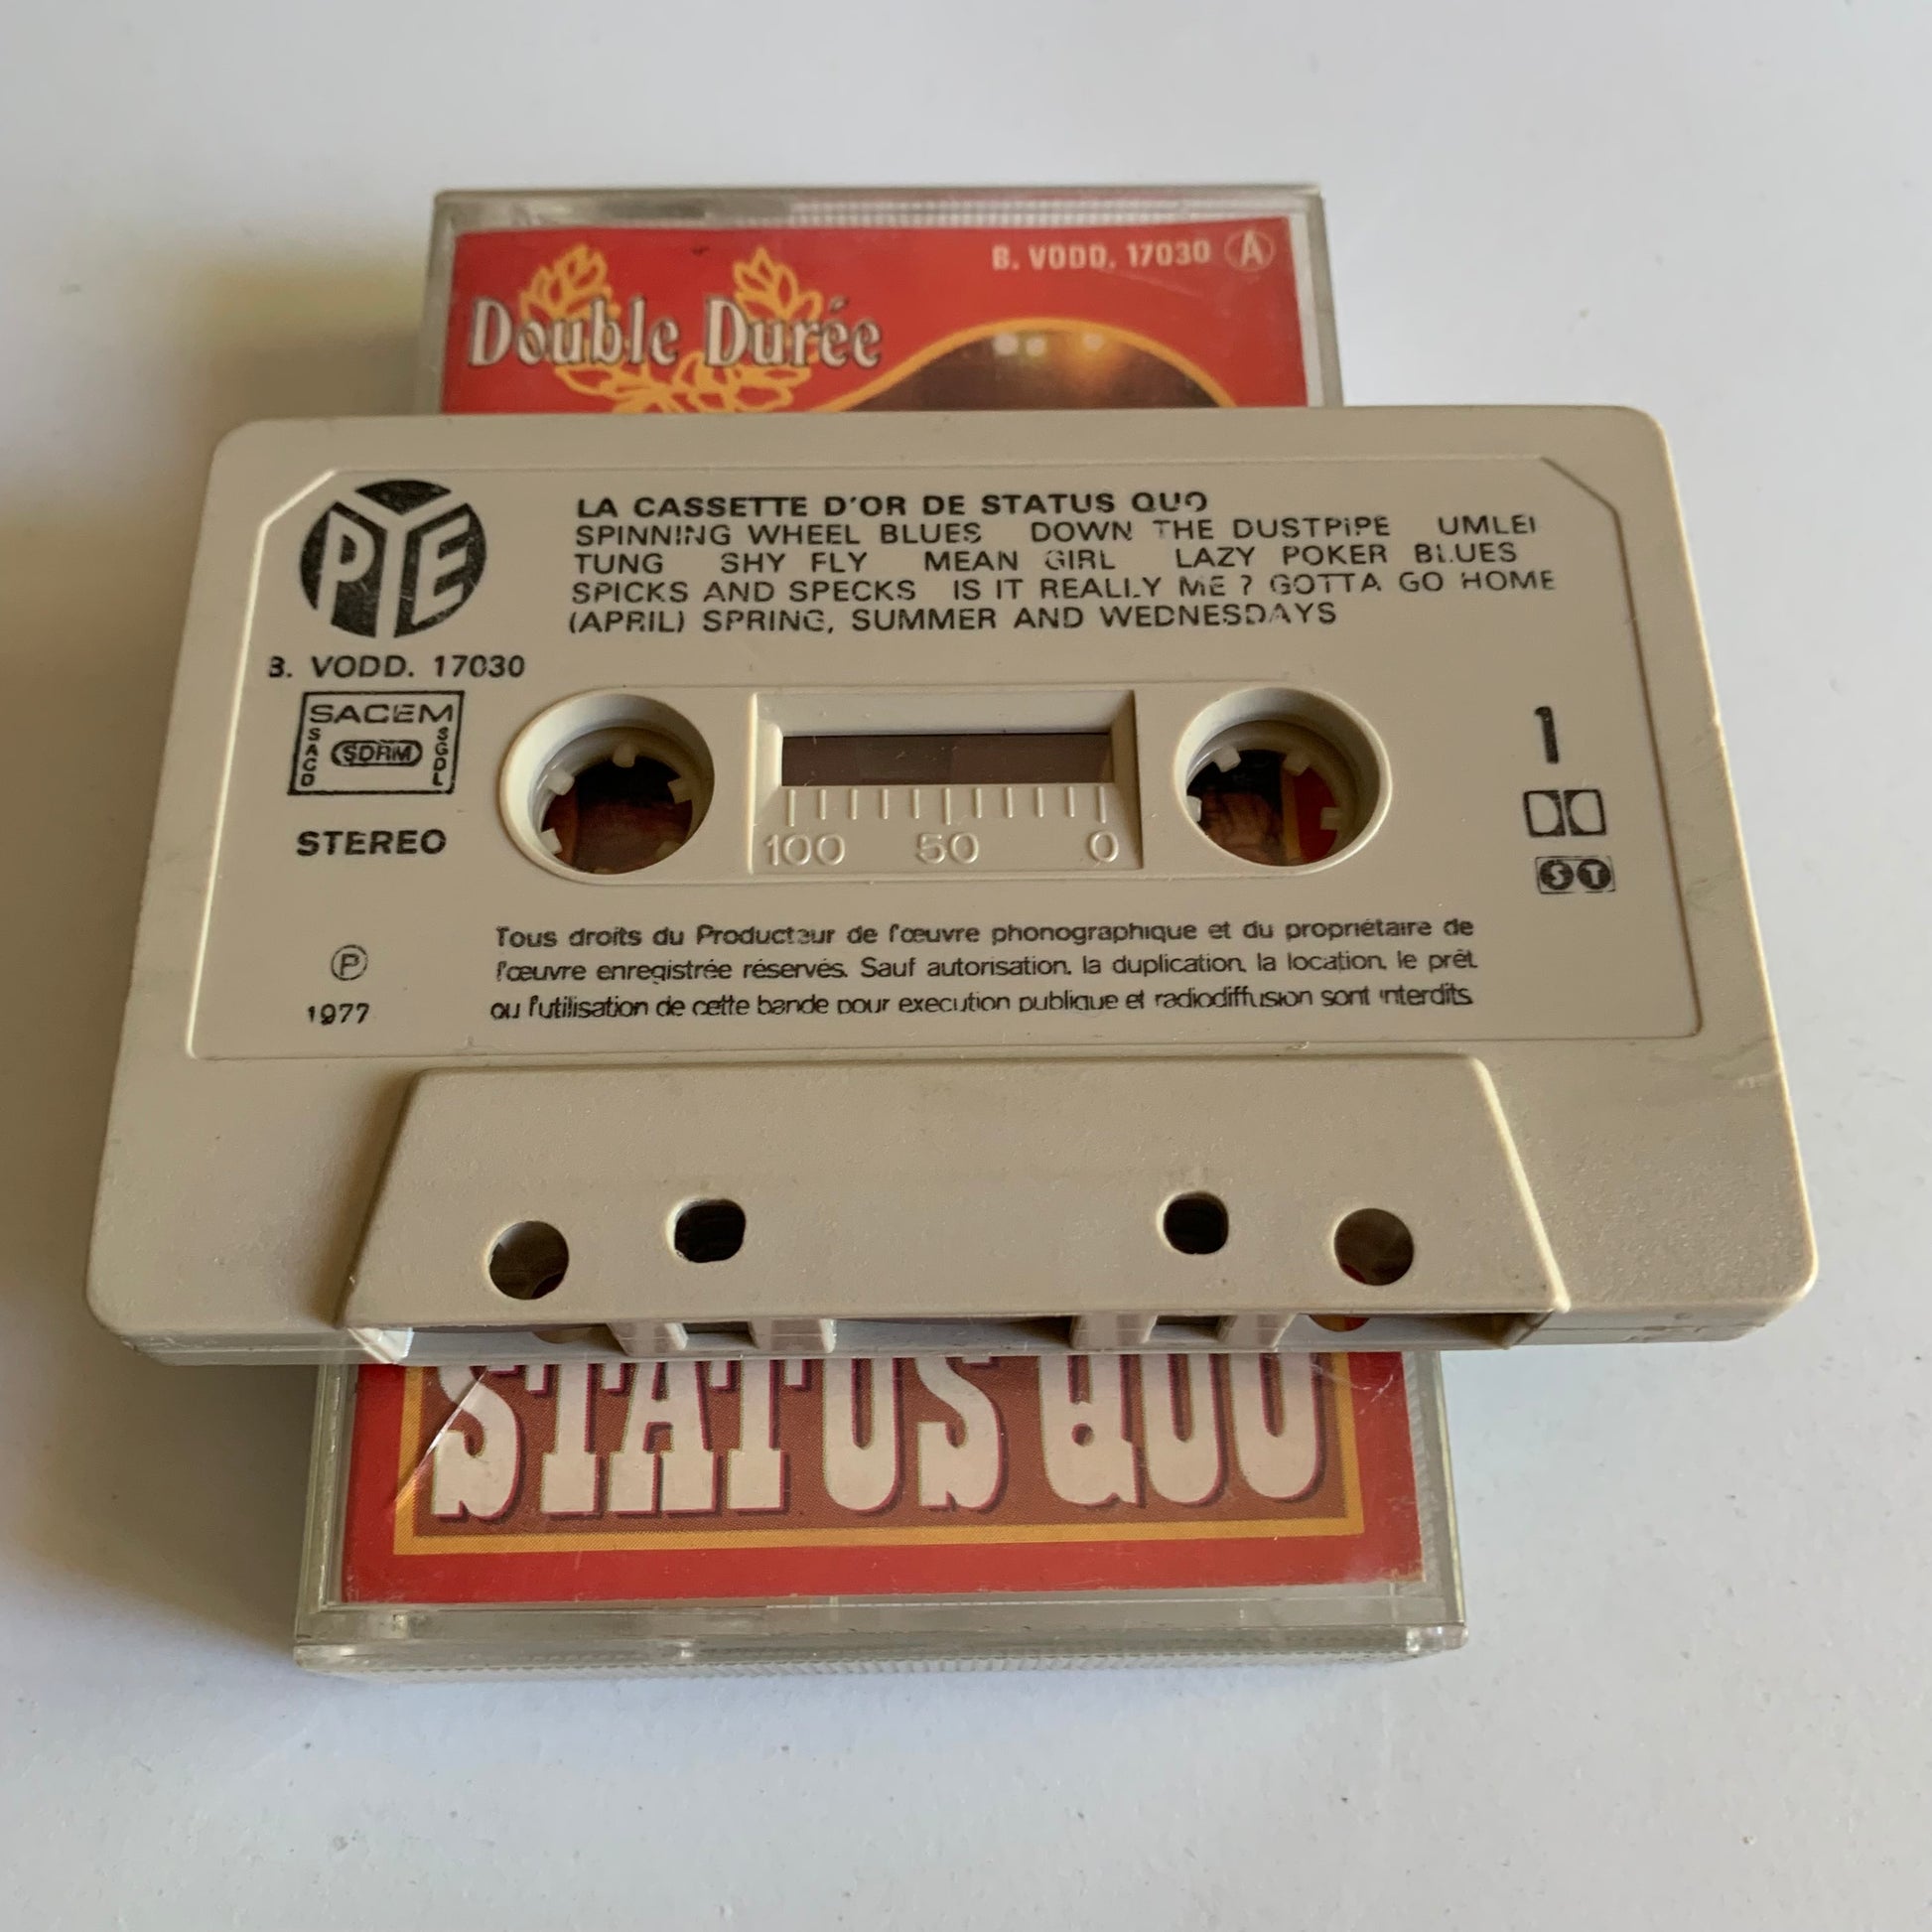 B. VODD. 17030 A
Double Durée
PYE
LA CASSETTE D'OR DE STATUS QUO
SPINNING WHEEL BLUES DOWN THE DUSTPIPE UMLEI
TUNG SHY FLY MEAN GIRL LAZY POKER BLUES
SPICKS AND SPECKS IS IT REALLY ME ? GOTTA GO HOME
(APRIL) SPRING, SUMMER AND WEDNESDAYS
B. VODD. 17030
SACEM
SACD SDRM SGDL
STEREO
1
ST
100 50 0
Tous droits du Producteur de l'œuvre phonographique et du propriétaire de
l'œuvre enregistrée réservés. Sauf autorisation, la duplication, la location, le prêt
ou l'utilisation de cette bande pour execution publique et radiodiffusion sont interdits
℗
1977
STATUS QUO